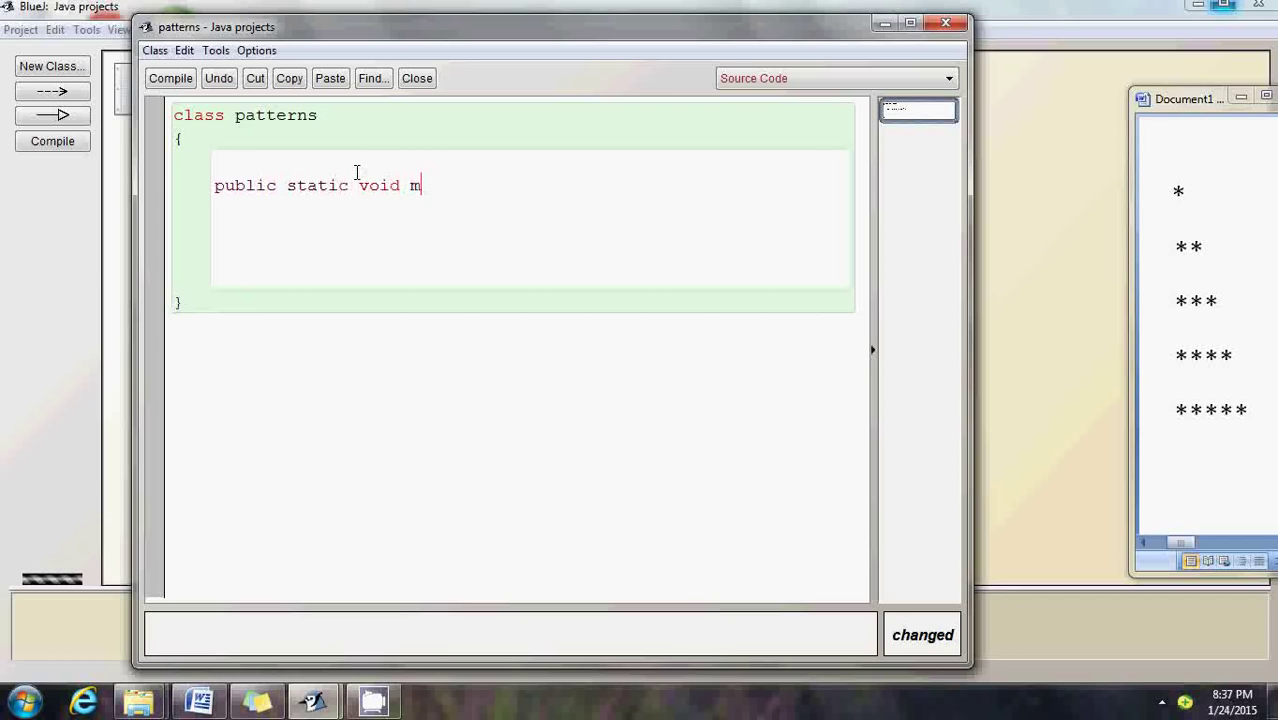 BlueJ: Java projects
Project Edit Tools View
New Class...
Compile
patterns - Java projects
Class Edit Tools Options
Compile Undo Cut Copy Paste Find... Close
Source Code
class patterns
{
public static void m
}
changed
Document1 ...
*
**
***
****
*****
8:37 PM
1/24/2015